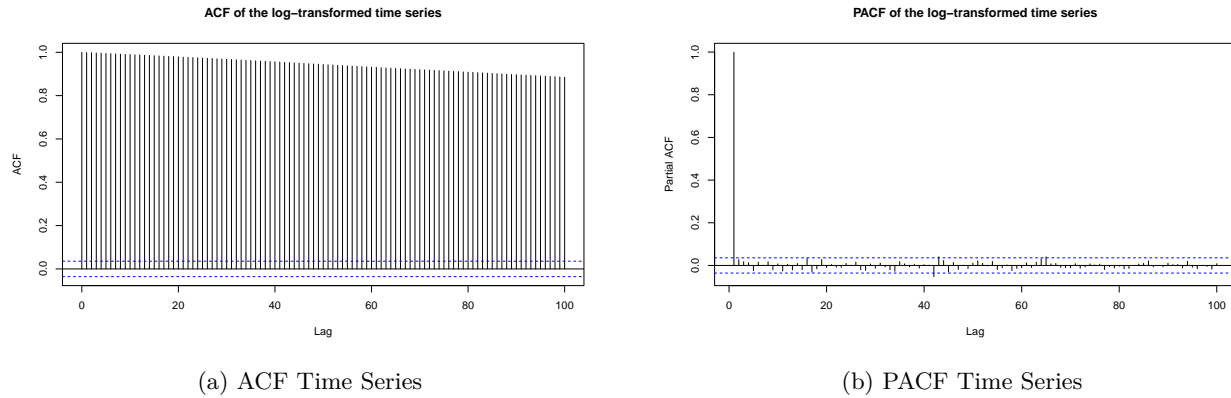 ACF of the log−transformed time series
1.0
0.8
0.6
0.4
0.2
0.0
ACF
0 20 40 60 80 100
Lag
(a) ACF Time Series
PACF of the log−transformed time series
1.0
0.8
0.6
0.4
0.2
0.0
Partial ACF
0 20 40 60 80 100
Lag
(b) PACF Time Series